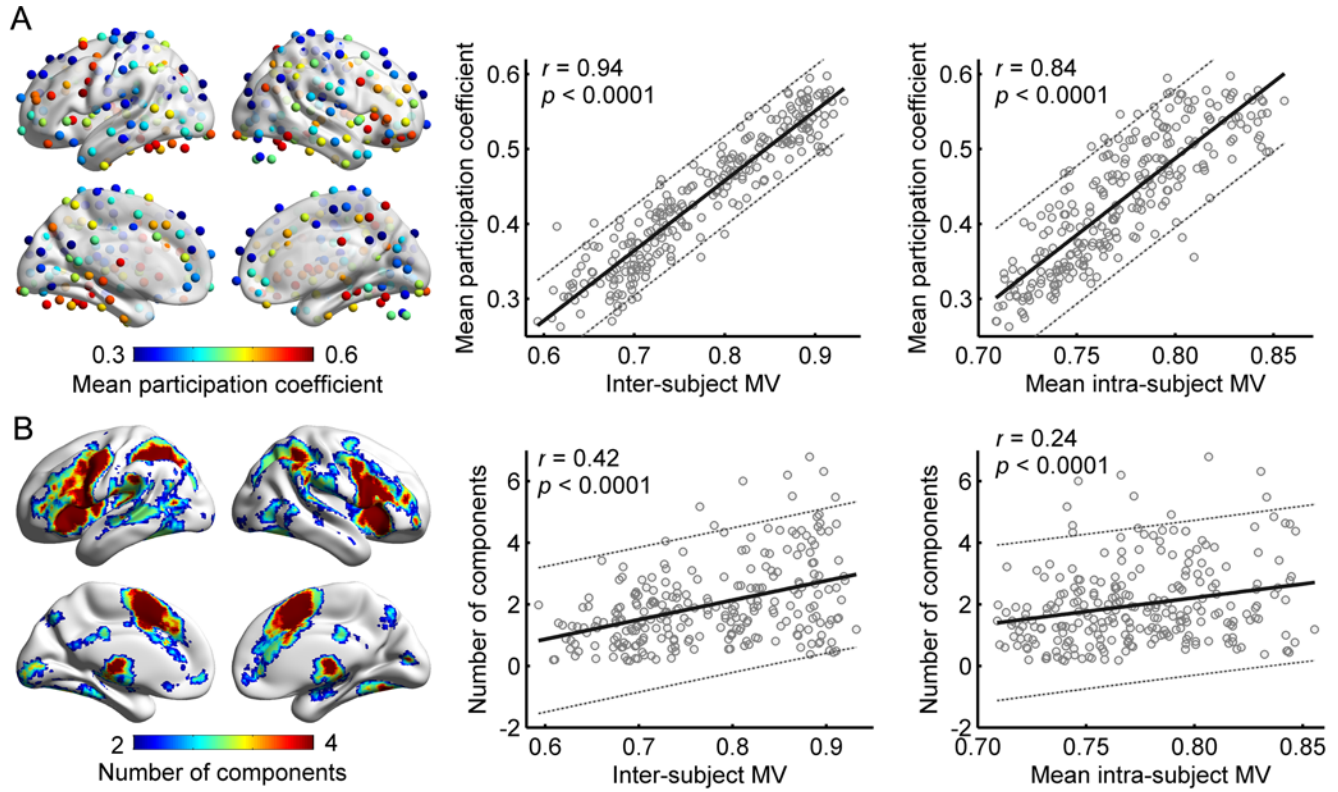 A
0.3 0.6
Mean participation coefficient
r = 0.94
p < 0.0001
Mean participation coefficient
0.6
0.5
0.4
0.3
0.6 0.7 0.8 0.9
Inter-subject MV
r = 0.84
p < 0.0001
Mean participation coefficient
0.6
0.5
0.4
0.3
0.70 0.75 0.80 0.85
Mean intra-subject MV
B
2 4
Number of components
r = 0.42
p < 0.0001
Number of components
6
4
2
0
-2
0.6 0.7 0.8 0.9
Inter-subject MV
r = 0.24
p < 0.0001
Number of components
6
4
2
0
-2
0.70 0.75 0.80 0.85
Mean intra-subject MV